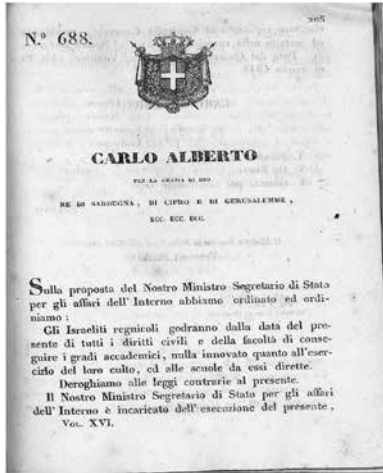 205
N.º 688.
CARLO ALBERTO
PER LA GRAZIA DI DIO
RE DI SARDEGNA, DI CIPRO E DI GERUSALEMME,
ECC. ECC. ECC.
Sulla proposta del Nostro Ministro Segretario di Stato
per gli affari dell' Interno abbiamo ordinato ed ordi-
niamo :
Gli Israeliti regnicoli godranno dalla data del pre-
sente di tutti i diritti civili e della facoltà di conse-
guire i gradi accademici, nulla innovato quanto all'eser-
cizio del loro culto, ed alle scuole da essi dirette.
Deroghiamo alle leggi contrarie al presente.
Il Nostro Ministro Segretario di Stato per gli affari
dell' Interno è incaricato dell' esecuzione del presente,
VOL. XVI.